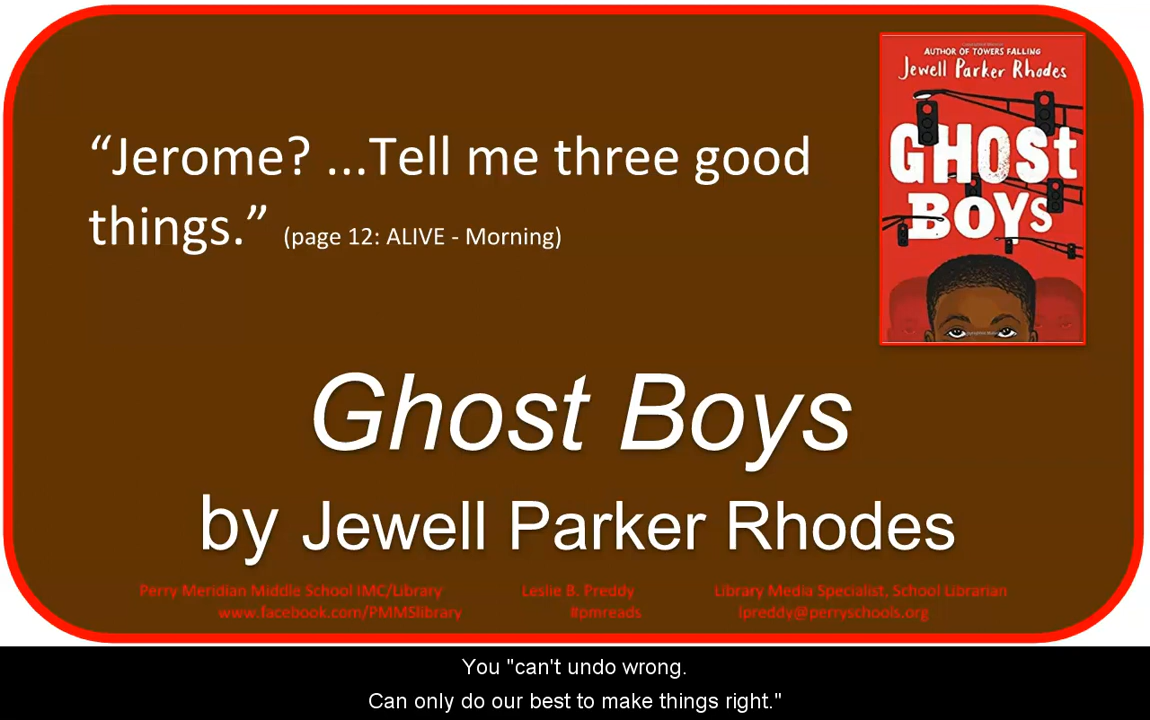 “Jerome? ...Tell me three good
things.” (page 12: ALIVE - Morning)
AUTHOR OF TOWERS FALLING
Jewell Parker Rhodes
GHOST
BOYS
Ghost Boys
by Jewell Parker Rhodes
Perry Meridian Middle School IMC/Library Leslie B. Preddy Library Media Specialist, School Librarian
www.facebook.com/PMMSlibrary #pmreads lpreddy@perryschools.org
You "can't undo wrong.
Can only do our best to make things right."